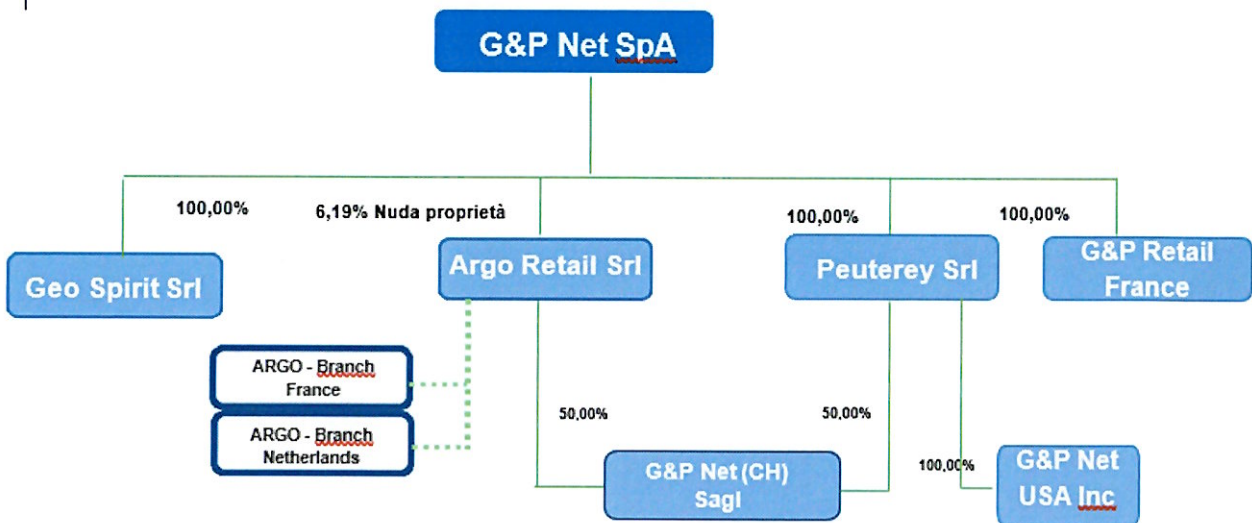 G&P Net SpA
100,00%
6,19% Nuda proprietà
100,00%
100,00%
Geo Spirit Srl
Argo Retail Srl
Peuterey Srl
G&P Retail
France
ARGO - Branch
France
ARGO - Branch
Netherlands
50,00%
50,00%
100,00%
G&P Net (CH)
Sagl
G&P Net
USA Inc